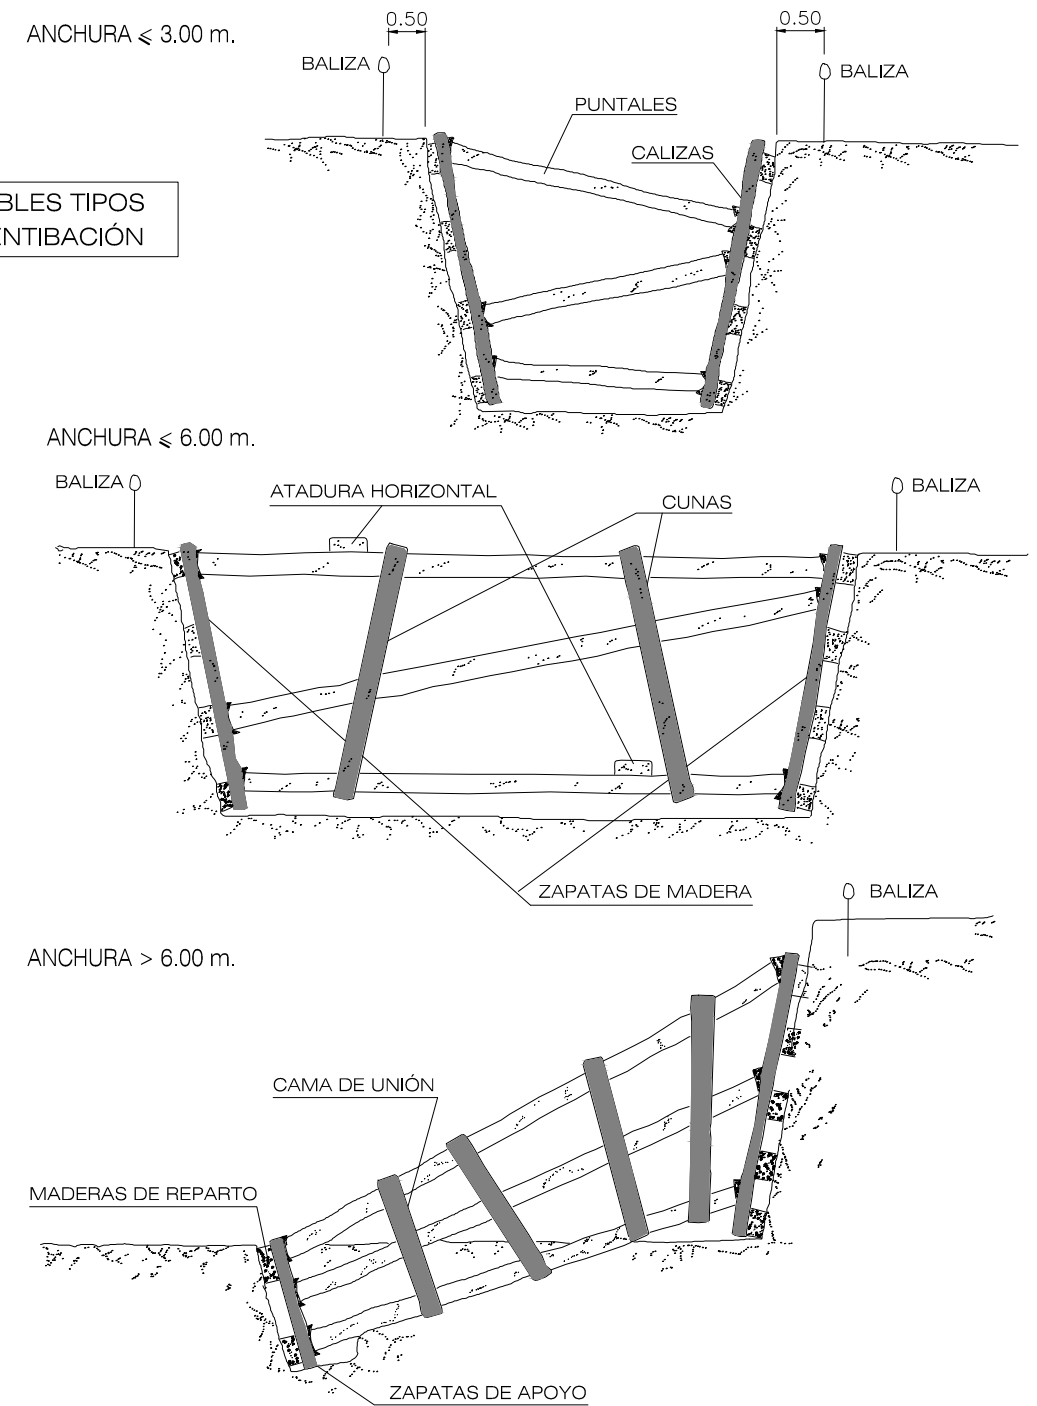 ANCHURA ⩽ 3.00 m.
0.50
0.50
BALIZA
BALIZA
PUNTALES
CALIZAS
BLES TIPOS
ENTIBACIÓN
ANCHURA ⩽ 6.00 m.
BALIZA
ATADURA HORIZONTAL
CUNAS
BALIZA
ZAPATAS DE MADERA
BALIZA
ANCHURA > 6.00 m.
CAMA DE UNIÓN
MADERAS DE REPARTO
ZAPATAS DE APOYO